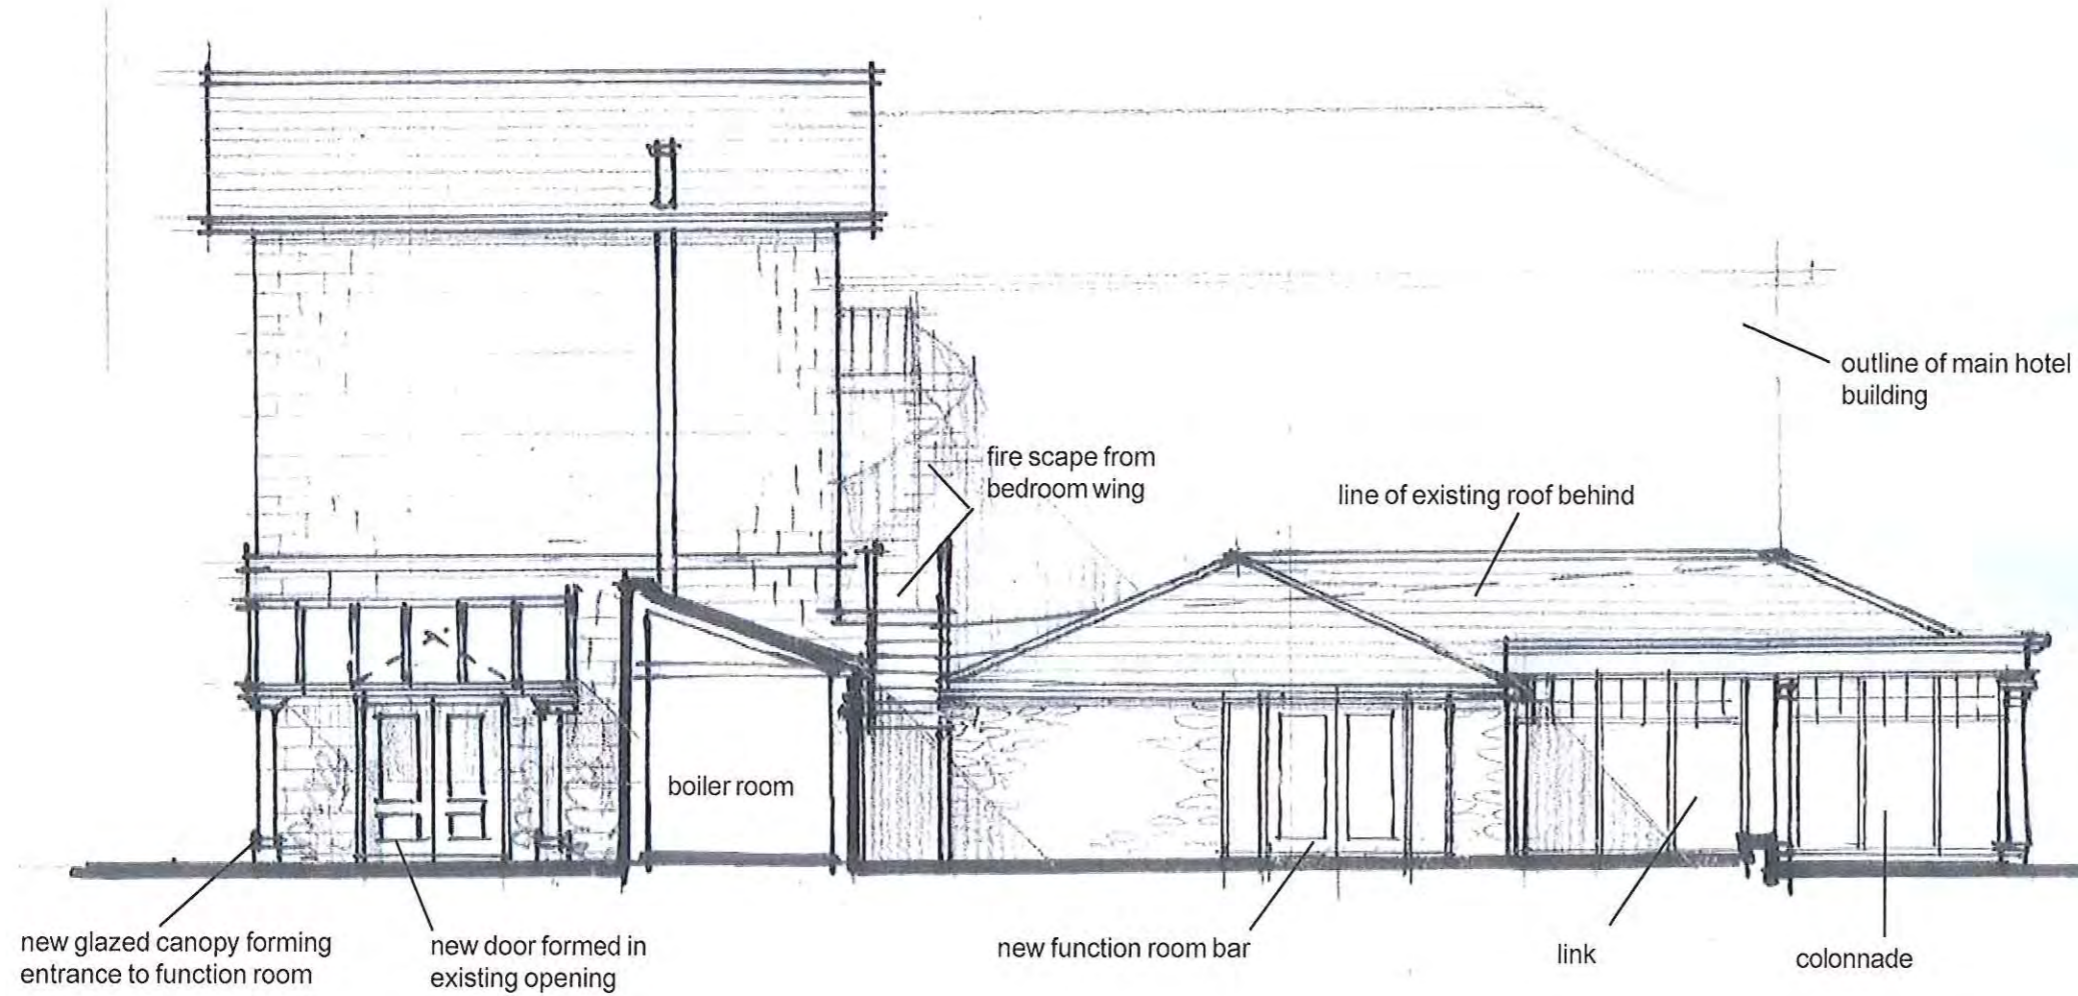 outline of main hotel
building
fire scape from
bedroom wing
line of existing roof behind
boiler room
new glazed canopy forming
entrance to function room
new door formed in
existing opening
new function room bar
link
colonnade